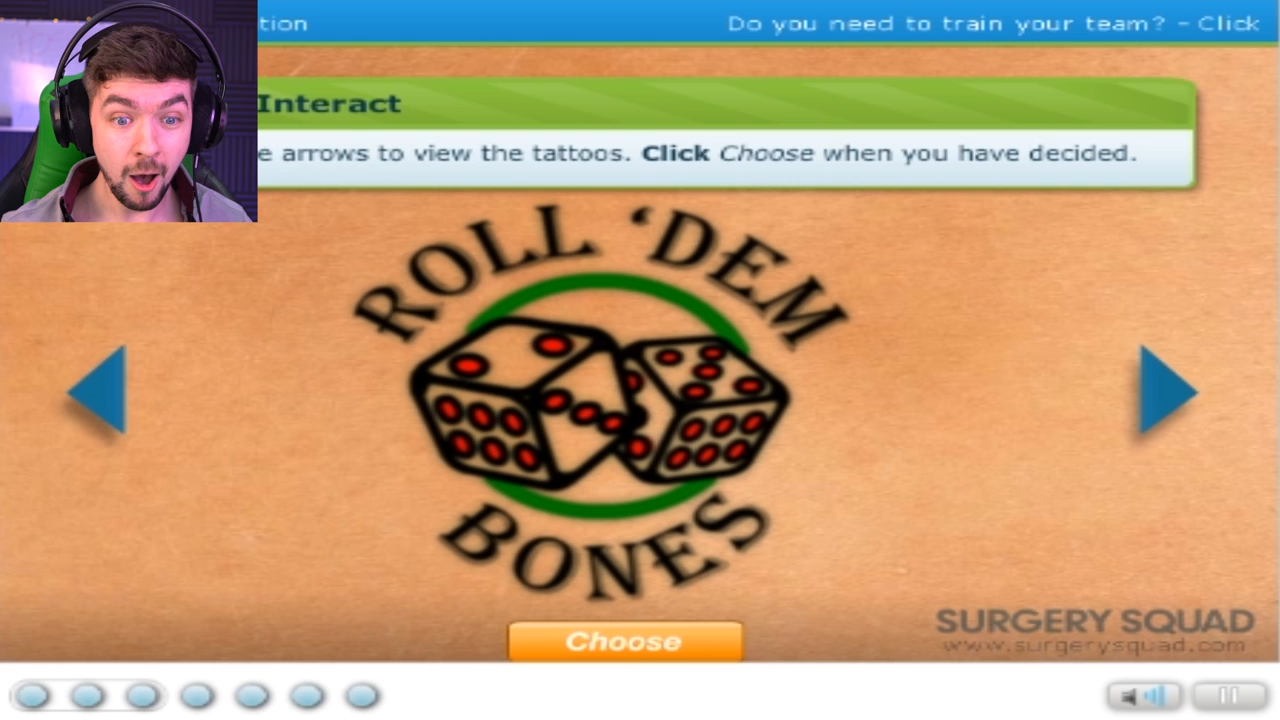 tion
Do you need to train your team? - Click
Interact
e arrows to view the tattoos. Click Choose when you have decided.
ROLL 'DEM
BONES
Choose
SURGERY SQUAD
www.surgerysquad.com